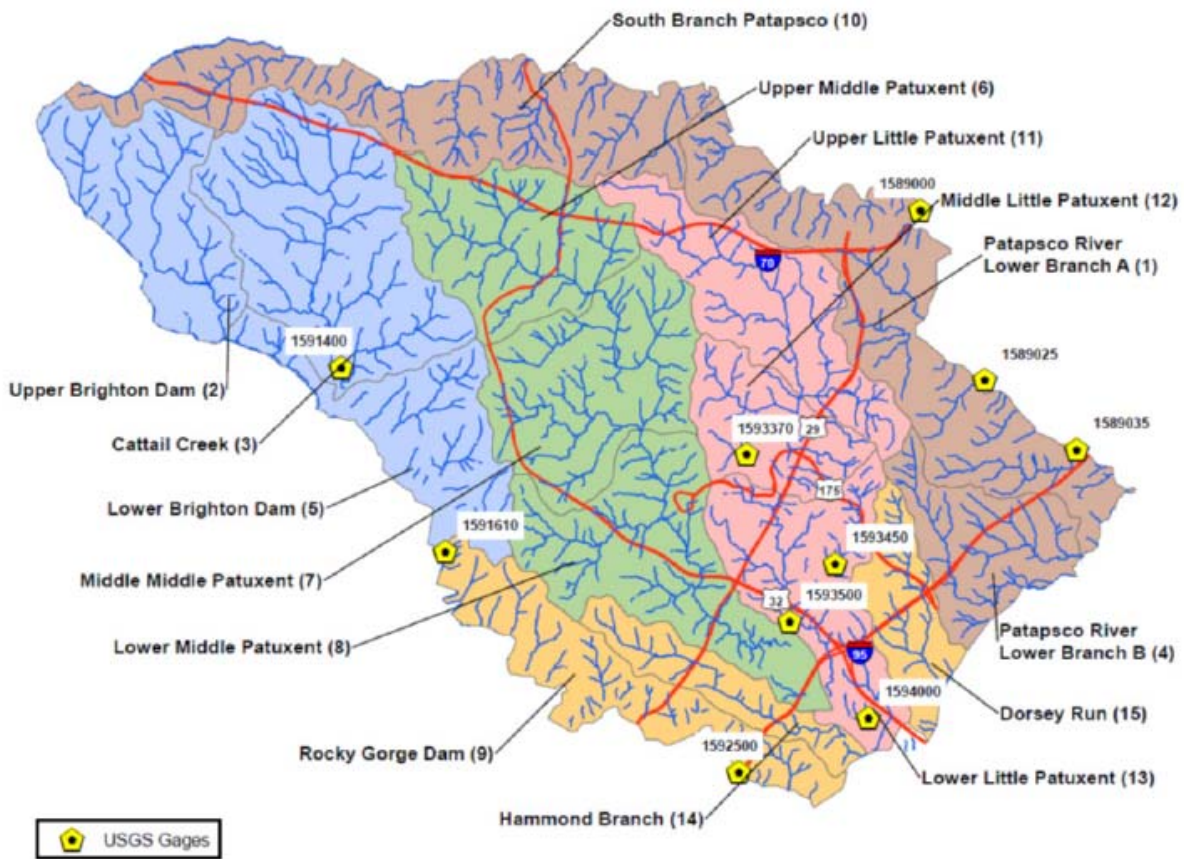 South Branch Patapsco (10)
Upper Middle Patuxent (6)
Upper Little Patuxent (11)
1589000
Middle Little Patuxent (12)
Patapsco River
Lower Branch A (1)
70
1591400
1589025
Upper Brighton Dam (2)
1589035
Cattail Creek (3)
1593370
29
175
Lower Brighton Dam (5)
1591610
1593450
Middle Middle Patuxent (7)
1593500
32
Lower Middle Patuxent (8)
Patapsco River
Lower Branch B (4)
95
1594000
Dorsey Run (15)
Rocky Gorge Dam (9)
1592500
Lower Little Patuxent (13)
Hammond Branch (14)
USGS Gages